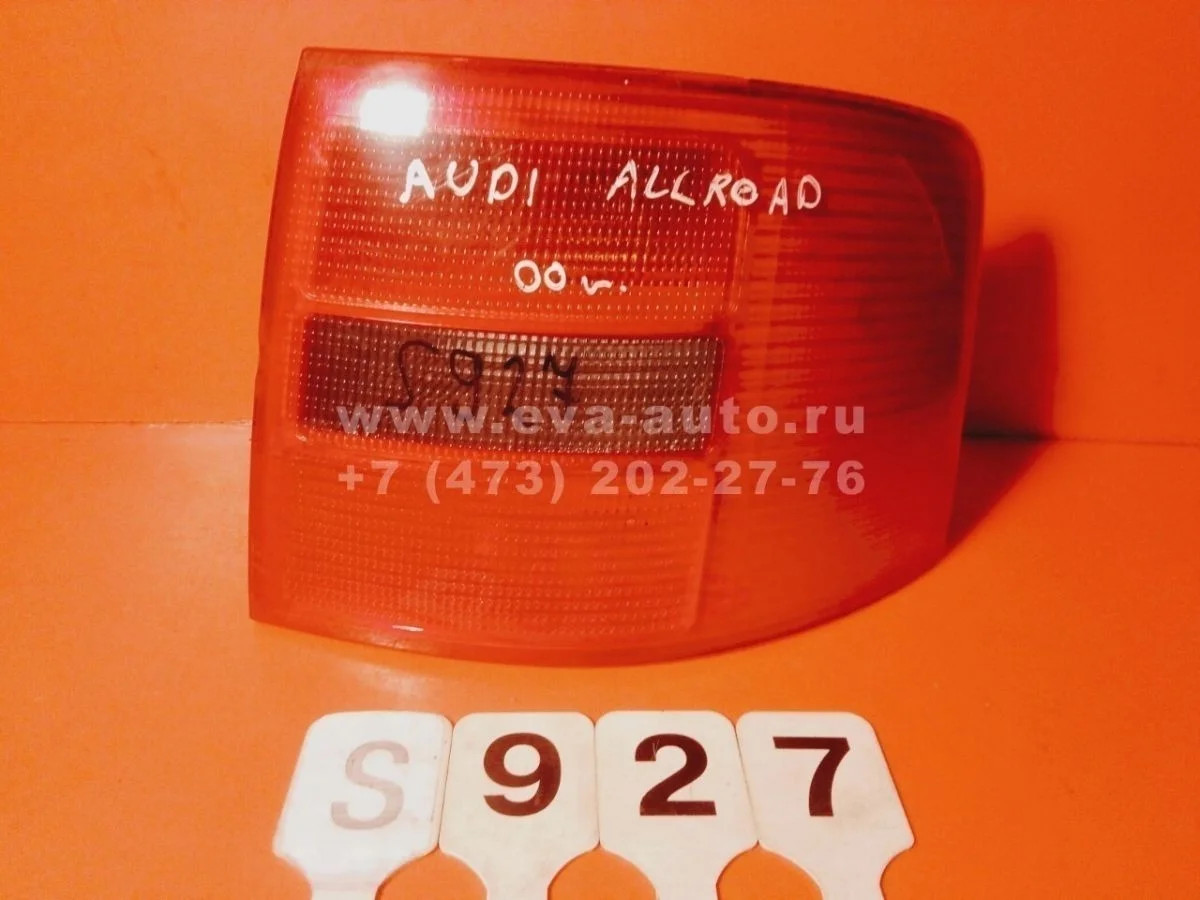 AUDI ALLROAD
00 г.
S927
www.eva-auto.ru
+7 (473) 202-27-76
S927